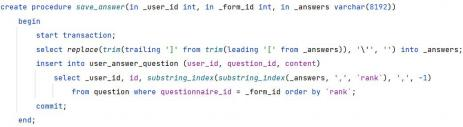 create procedure save_answer(in _user_id int, in _form_id int, in _answers varchar(8192))
begin
start transaction;
select replace(trim(trailing ']' from trim(leading '[' from _answers)), '\"', '') into _answers;
insert into user_answer_question (user_id, question_id, content)
select _user_id, id, substring_index(substring_index(_answers, ',', `rank`), ',', -1)
from question where questionnaire_id = _form_id order by `rank`;
commit;
end;